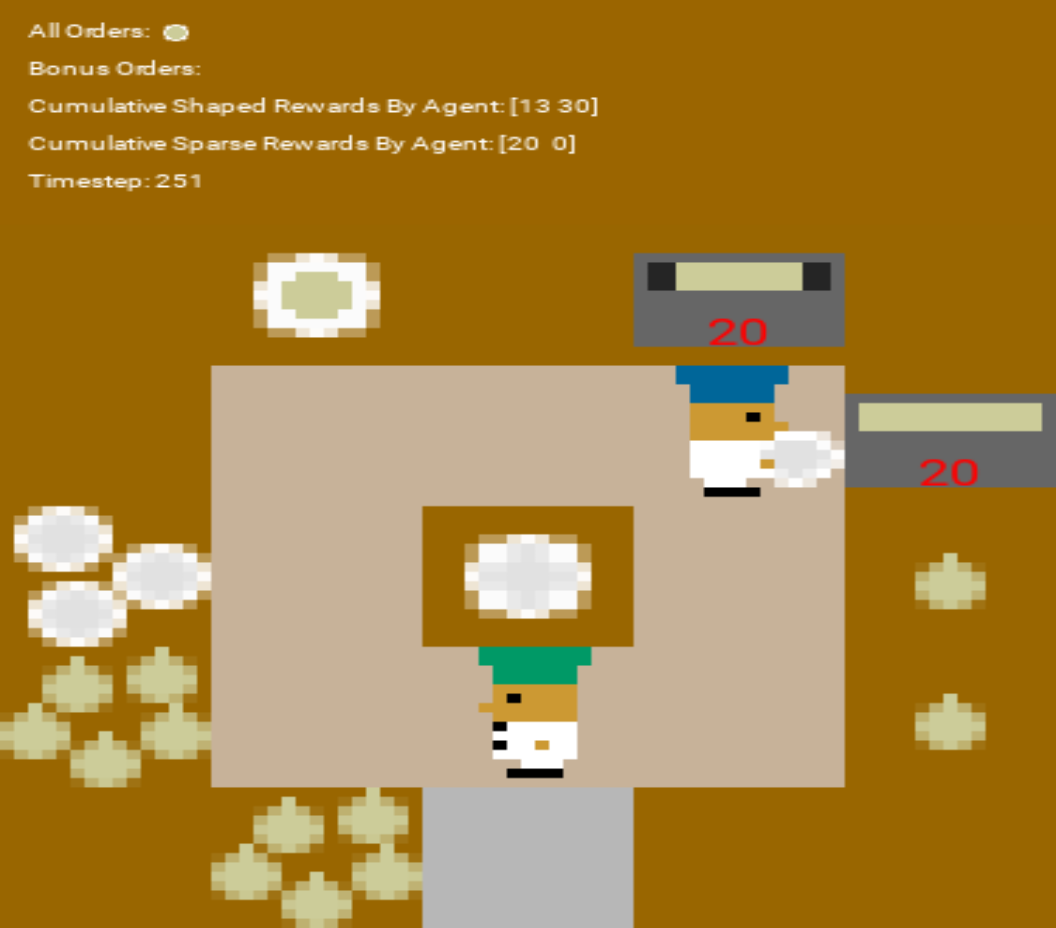 All Orders:
Bonus Orders:
Cumulative Shaped Rewards By Agent: [13 30]
Cumulative Sparse Rewards By Agent: [20  0]
Timestep: 251
20
20